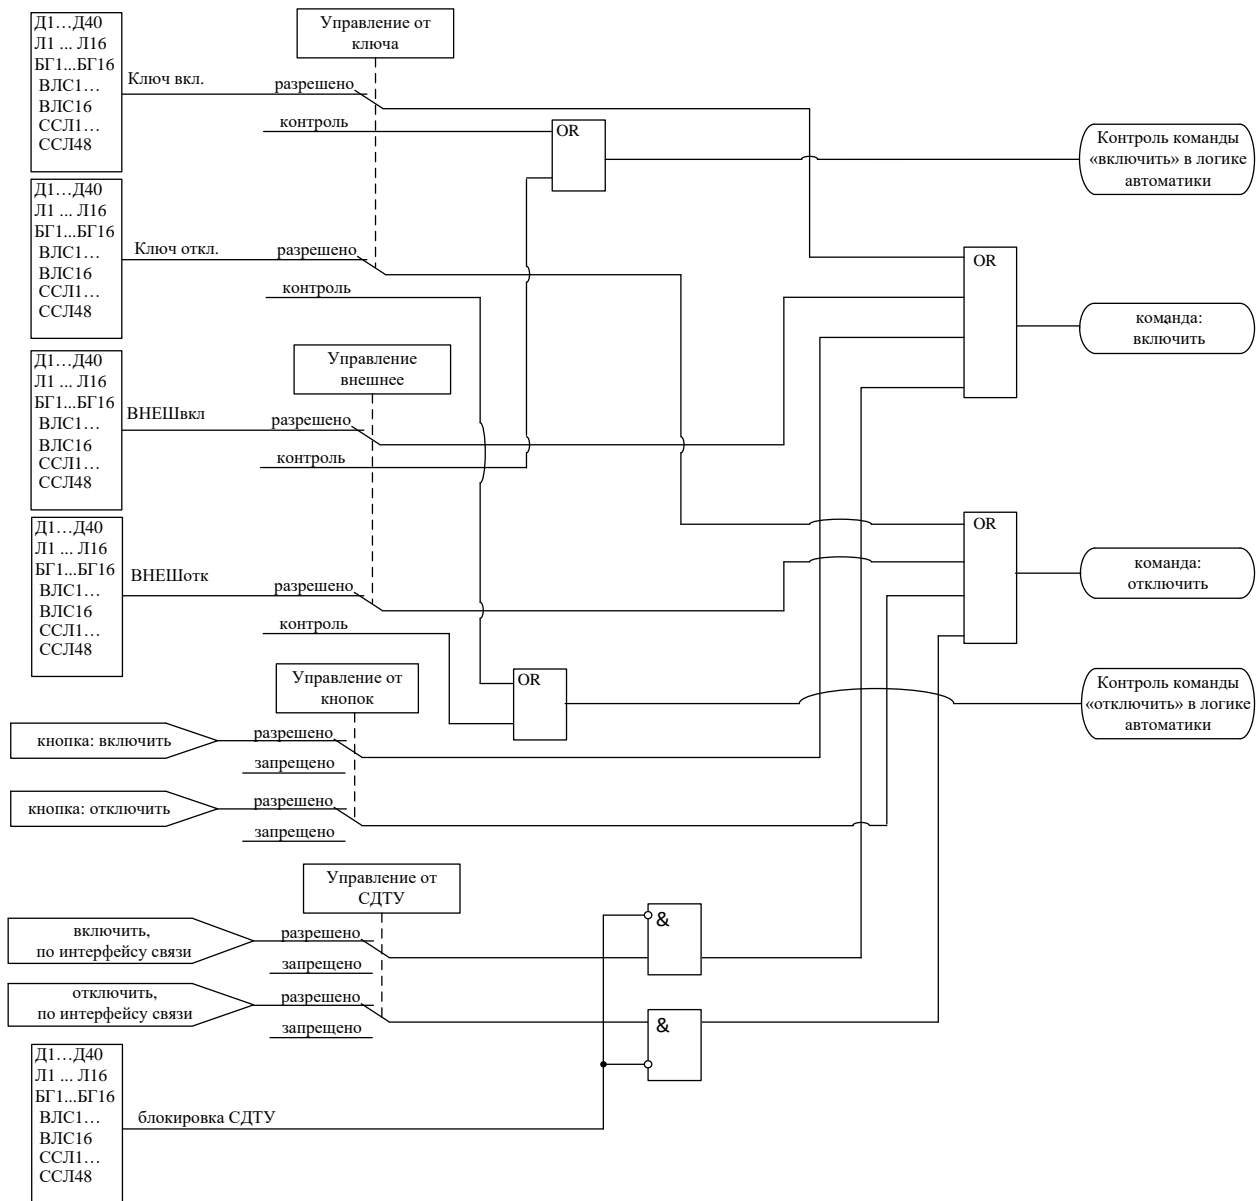 Д1…Д40
Л1 ... Л16
БГ1...БГ16
ВЛС1…
ВЛС16
ССЛ1…
ССЛ48
Ключ вкл.
Управление от
ключа
разрешено
контроль
OR
Контроль команды
«включить» в логике
автоматики
Д1…Д40
Л1 ... Л16
БГ1...БГ16
ВЛС1…
ВЛС16
ССЛ1…
ССЛ48
Ключ откл.
разрешено
контроль
OR
команда:
включить
Д1…Д40
Л1 ... Л16
БГ1...БГ16
ВЛС1…
ВЛС16
ССЛ1…
ССЛ48
ВНЕШвкл
Управление
внешнее
разрешено
контроль
Д1…Д40
Л1 ... Л16
БГ1...БГ16
ВЛС1…
ВЛС16
ССЛ1…
ССЛ48
ВНЕШотк
разрешено
контроль
OR
команда:
отключить
Управление от
кнопок
OR
Контроль команды
«отключить» в логике
автоматики
кнопка: включить
разрешено
запрещено
кнопка: отключить
разрешено
запрещено
Управление от
СДТУ
включить,
по интерфейсу связи
разрешено
запрещено
&
отключить,
по интерфейсу связи
разрешено
запрещено
&
Д1…Д40
Л1 ... Л16
БГ1...БГ16
ВЛС1…
ВЛС16
ССЛ1…
ССЛ48
блокировка СДТУ